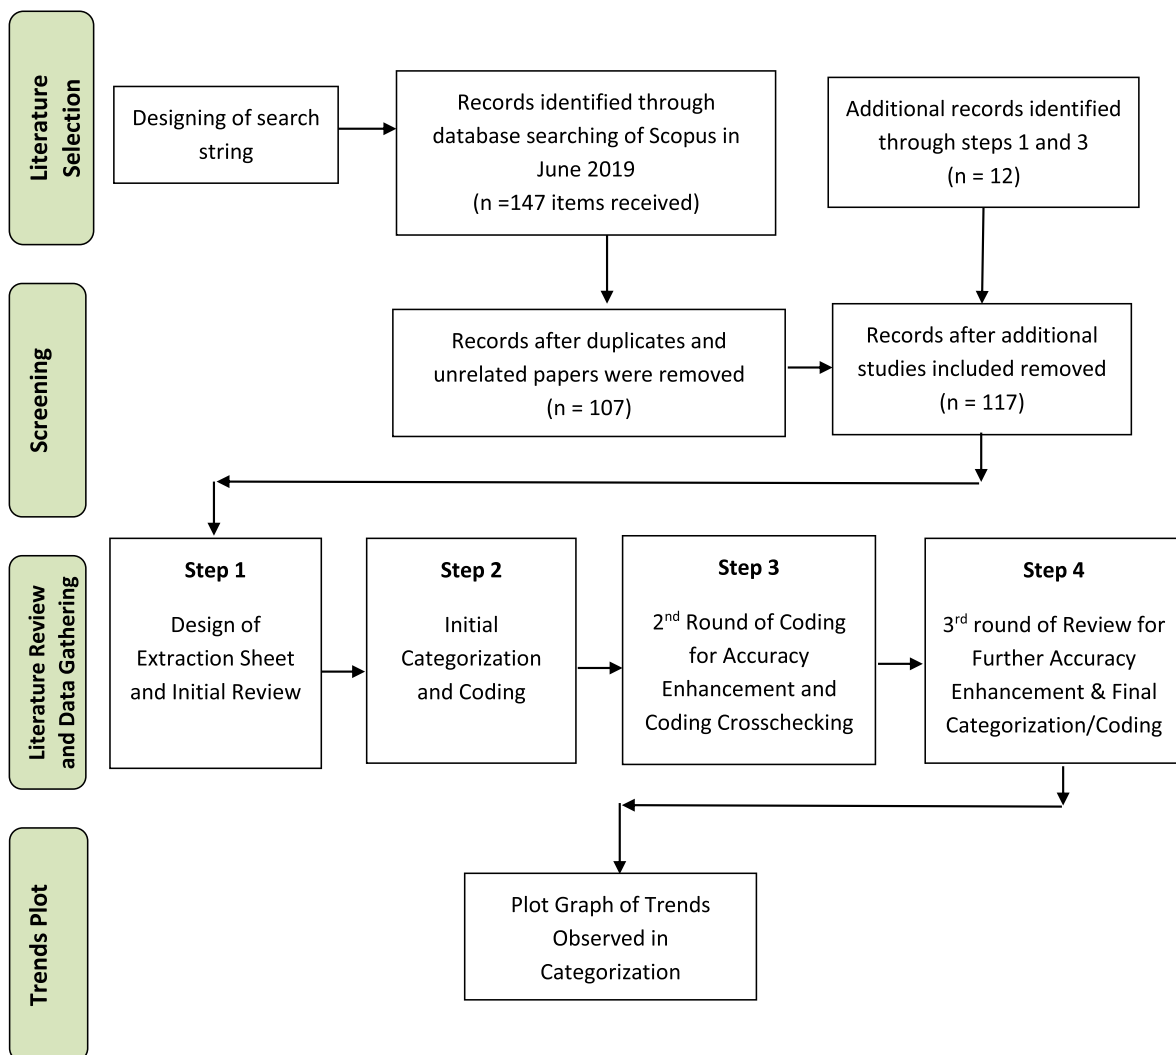 Literature
Selection
Designing of search
string
Records identified through
database searching of Scopus in
June 2019
(n =147 items received)
Additional records identified
through steps 1 and 3
(n = 12)
Screening
Records after duplicates and
unrelated papers were removed
(n = 107)
Records after additional
studies included removed
(n = 117)
Literature Review
and Data Gathering
Step 1
Design of
Extraction Sheet
and Initial Review
Step 2
Initial
Categorization
and Coding
Step 3
2nd Round of Coding
for Accuracy
Enhancement and
Coding Crosschecking
Step 4
3rd round of Review for
Further Accuracy
Enhancement & Final
Categorization/Coding
Trends Plot
Plot Graph of Trends
Observed in
Categorization